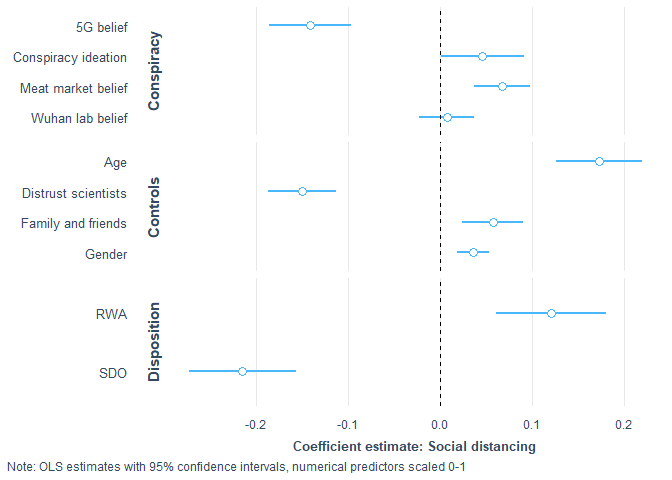 Conspiracy
5G belief
Conspiracy ideation
Meat market belief
Wuhan lab belief
Controls
Age
Distrust scientists
Family and friends
Gender
Disposition
RWA
SDO
-0.2 -0.1 0.0 0.1 0.2
Coefficient estimate: Social distancing
Note: OLS estimates with 95% confidence intervals, numerical predictors scaled 0-1